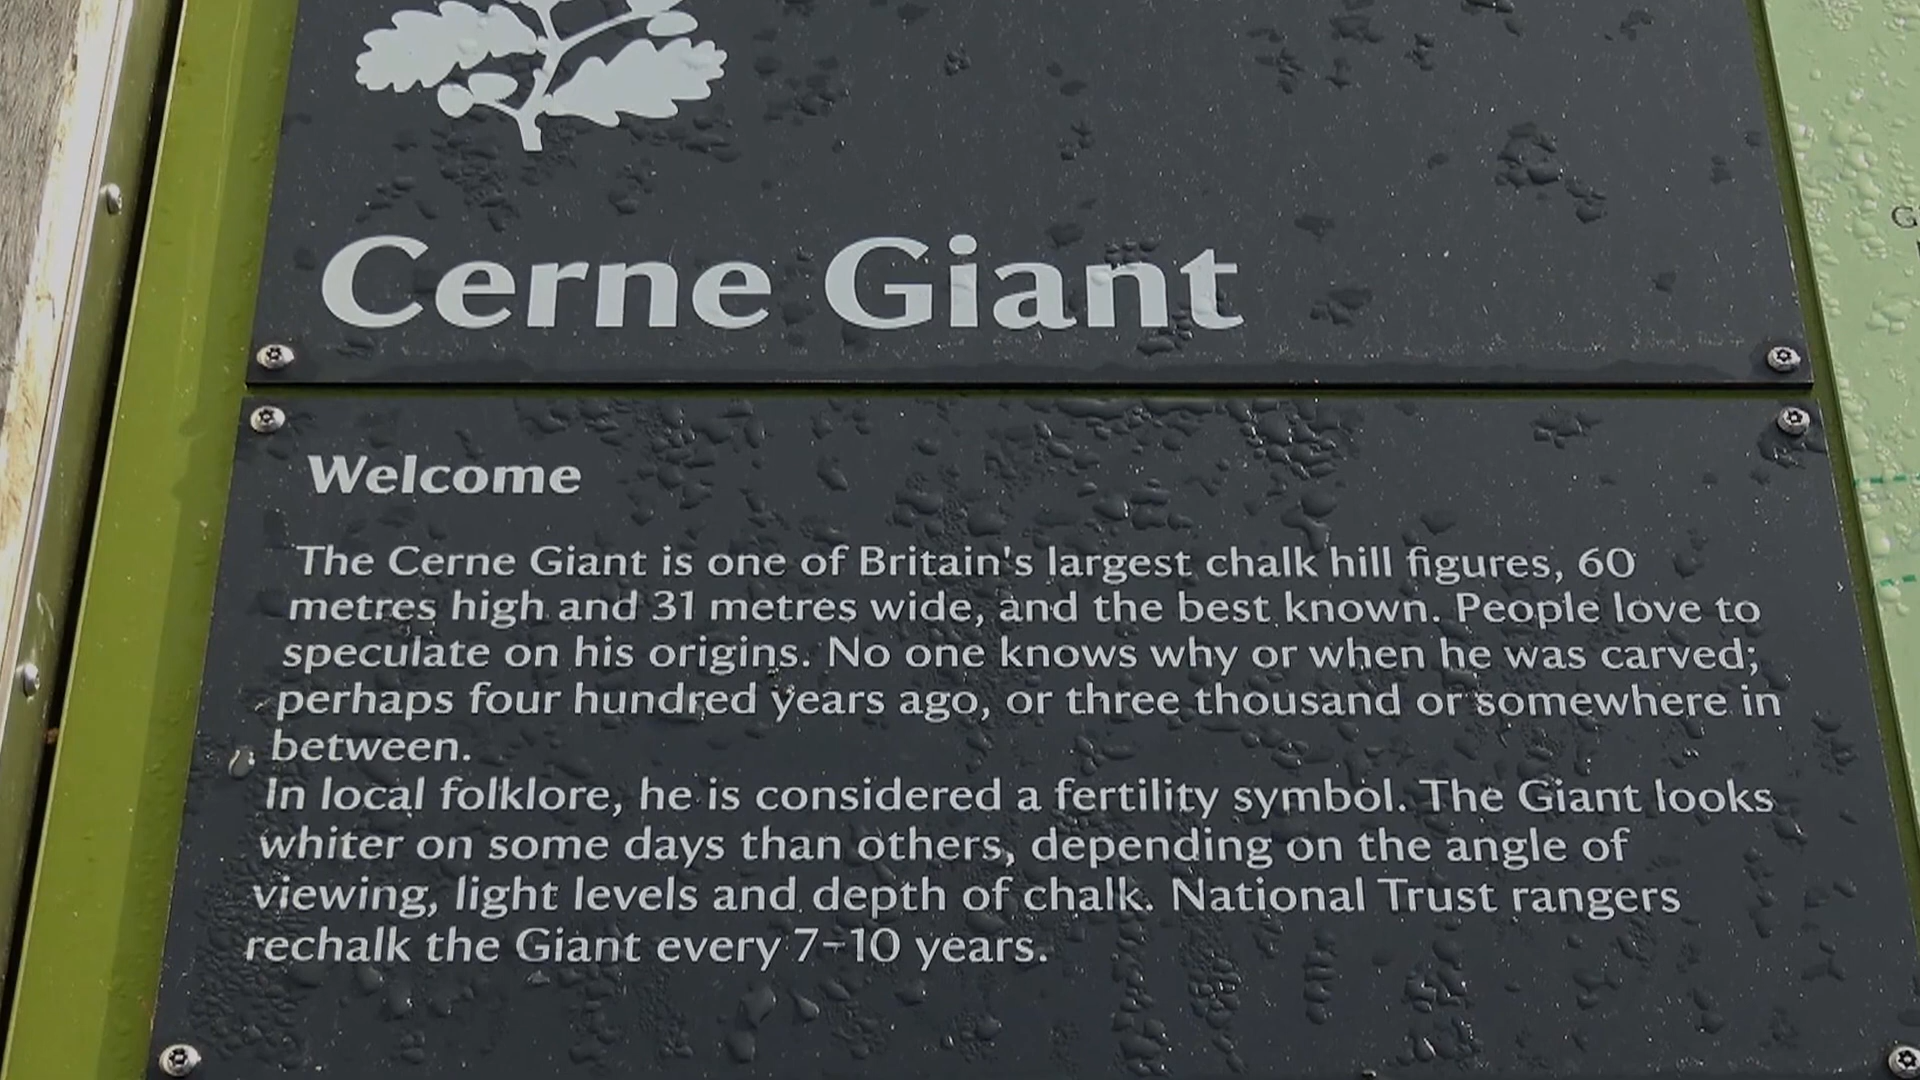 Cerne Giant
Welcome
The Cerne Giant is one of Britain's largest chalk hill figures, 60
metres high and 31 metres wide, and the best known. People love to
speculate on his origins. No one knows why or when he was carved;
perhaps four hundred years ago, or three thousand or somewhere in
between.
In local folklore, he is considered a fertility symbol. The Giant looks
whiter on some days than others, depending on the angle of
viewing, light levels and depth of chalk. National Trust rangers
rechalk the Giant every 7–10 years.